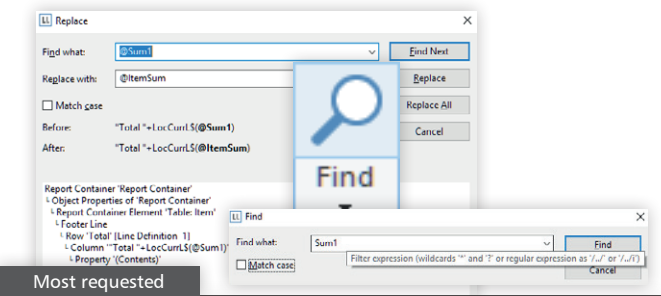 LL Replace
Find what: @Sum1 Find Next
Replace with: @ItemSum Replace
Match case Replace All
Before: "Total "+LocCurrL$(@Sum1) Cancel
After: "Total "+LocCurrL$(@ItemSum)
Find
Report Container 'Report Container'
Object Properties of 'Report Container'
Report Container Element 'Table: Item'
Footer Line
Row 'Total' [Line Definition 1]
Column '"Total "+LocCurrL$(@Sum1)'
Property '(Contents)'
LL Find
Find what: Sum1 Find
Filter expression (wildcards '*' and '?' or regular expression as '/../' or '/../i')
Match case Cancel
Most requested